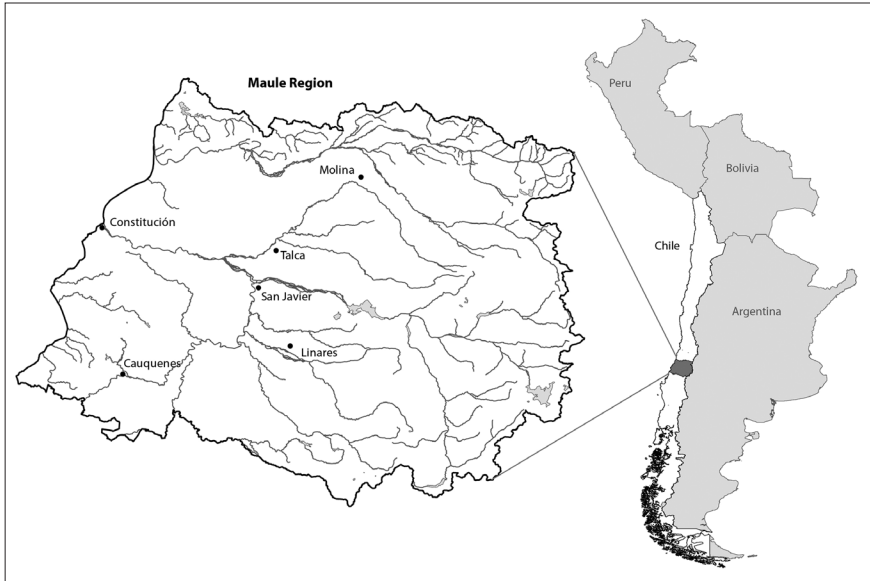 Maule Region
Molina
Constitución
Talca
San Javier
Linares
Cauquenes
Peru
Bolivia
Chile
Argentina